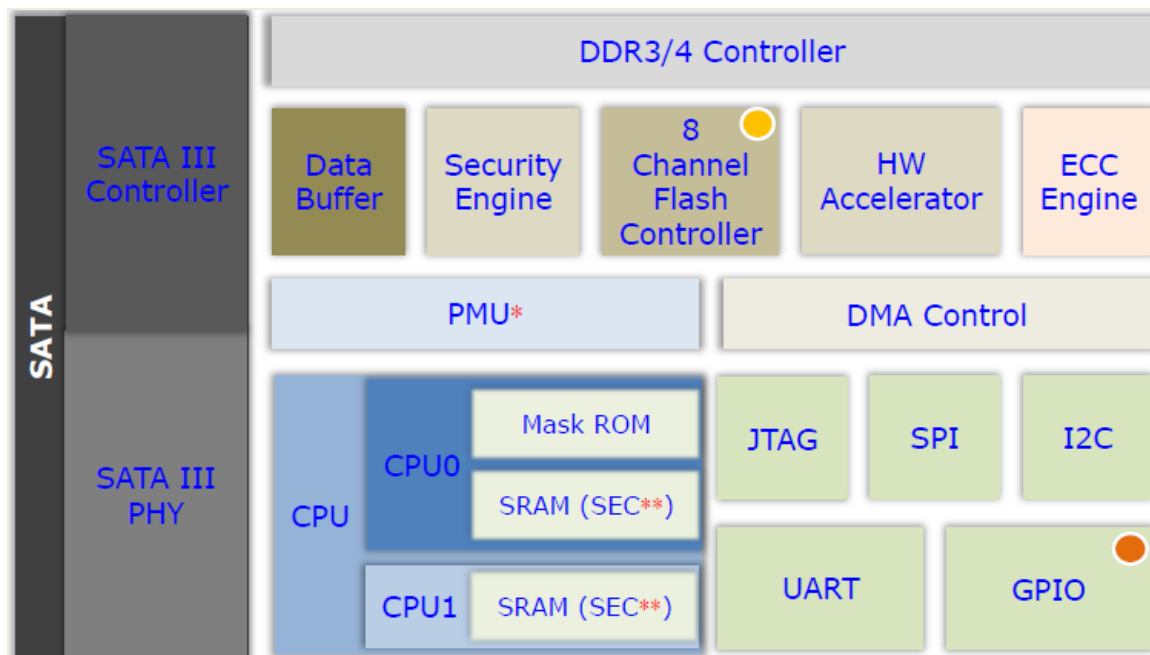 DDR3/4 Controller
SATA
SATA III
Controller
Data
Buffer
Security
Engine
8
Channel
Flash
Controller
HW
Accelerator
ECC
Engine
PMU*
DMA Control
SATA III
PHY
CPU
CPU0
Mask ROM
SRAM (SEC**)
CPU1
SRAM (SEC**)
JTAG
SPI
I2C
UART
GPIO